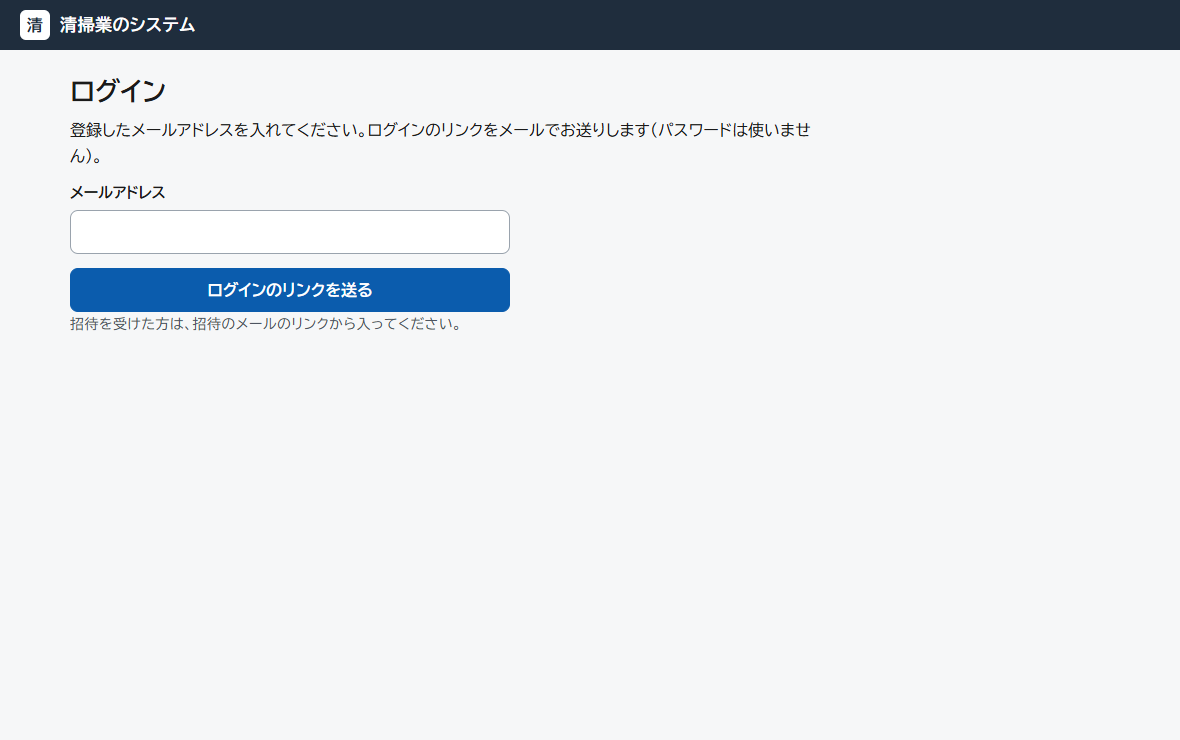 清 清掃業のシステム
ログイン
登録したメールアドレスを入れてください。ログインのリンクをメールでお送りします(パスワードは使いませ
ん)。
メールアドレス
ログインのリンクを送る
招待を受けた方は、招待のメールのリンクから入ってください。